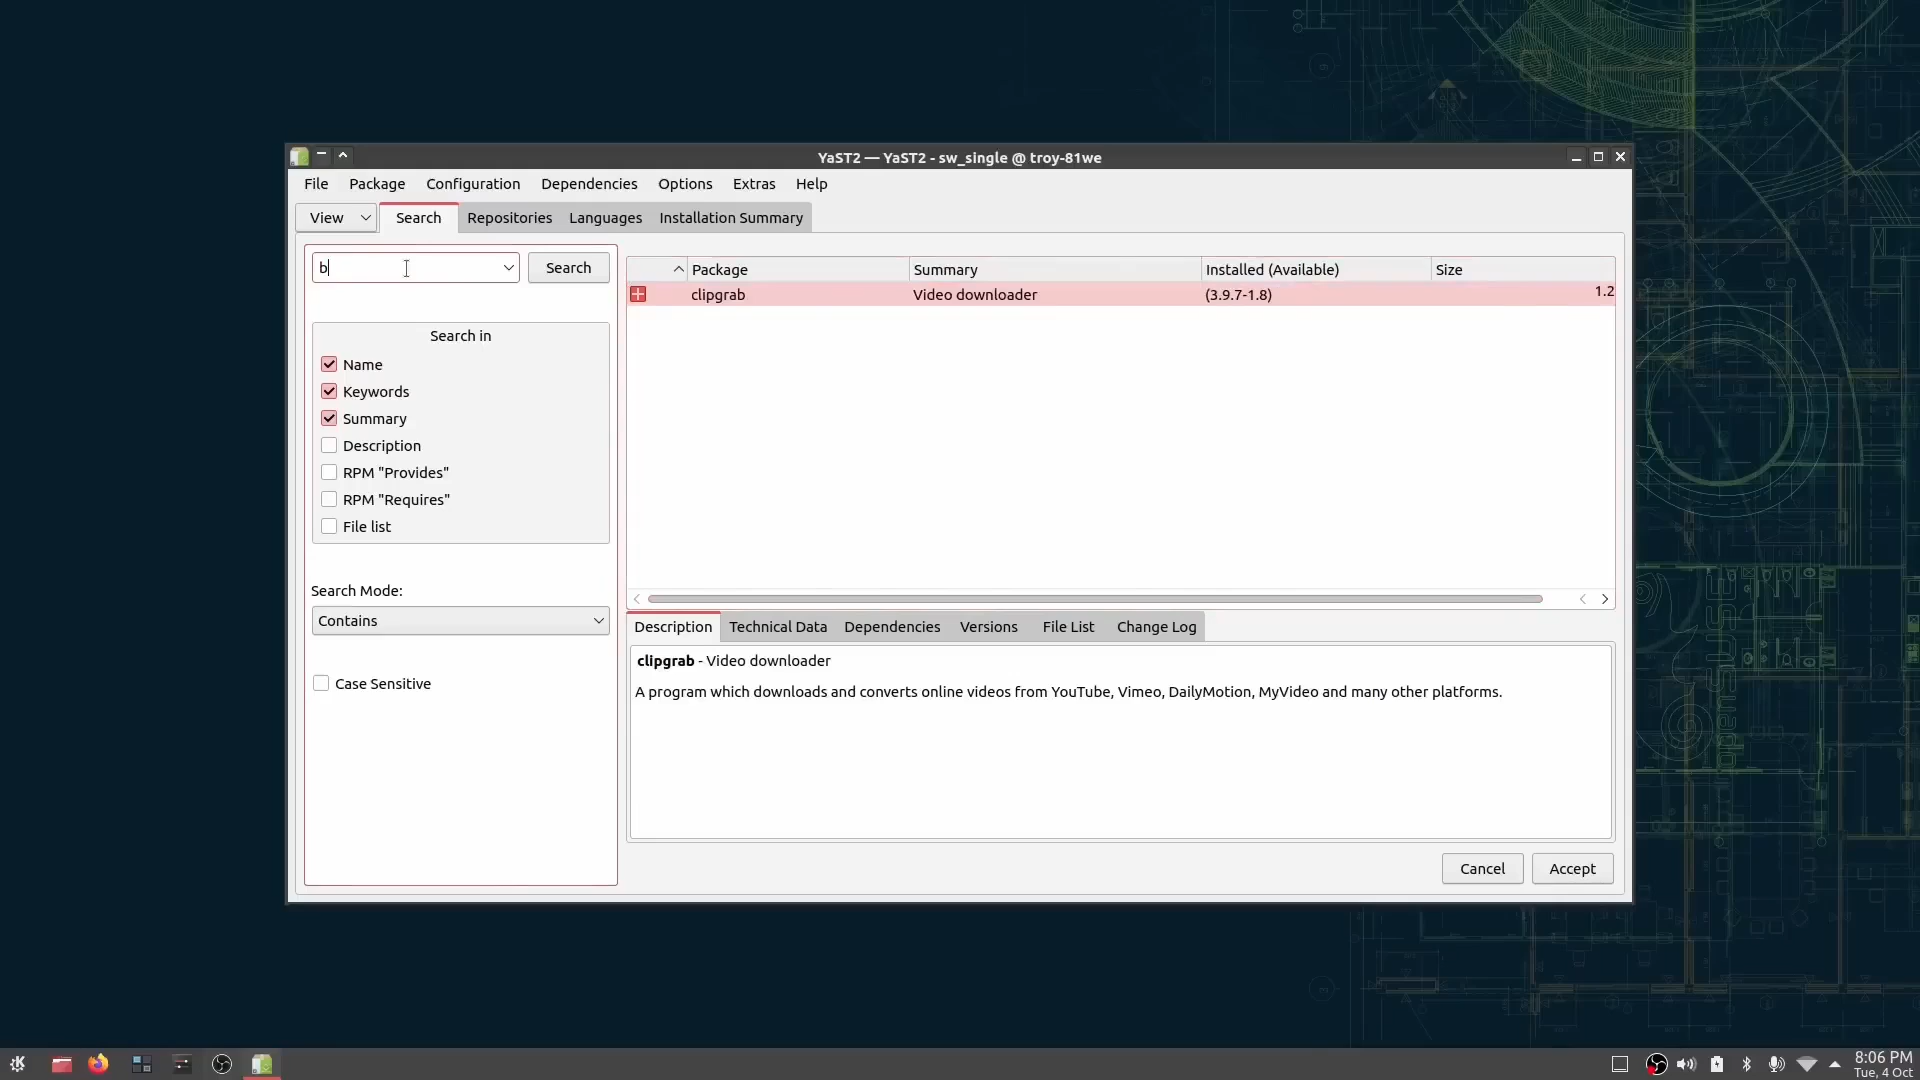 YaST2 — YaST2 - sw_single @ troy-81we
File Package Configuration Dependencies Options Extras Help
View Search Repositories Languages Installation Summary
b Search
Package Summary Installed (Available) Size
clipgrab Video downloader (3.9.7-1.8) 1.2
Search in
Name
Keywords
Summary
Description
RPM "Provides"
RPM "Requires"
File list
Search Mode:
Contains
Case Sensitive
Description Technical Data Dependencies Versions File List Change Log
clipgrab - Video downloader
A program which downloads and converts online videos from YouTube, Vimeo, DailyMotion, MyVideo and many other platforms.
Cancel Accept
openSUSE
8:06 PM
Tue, 4 Oct